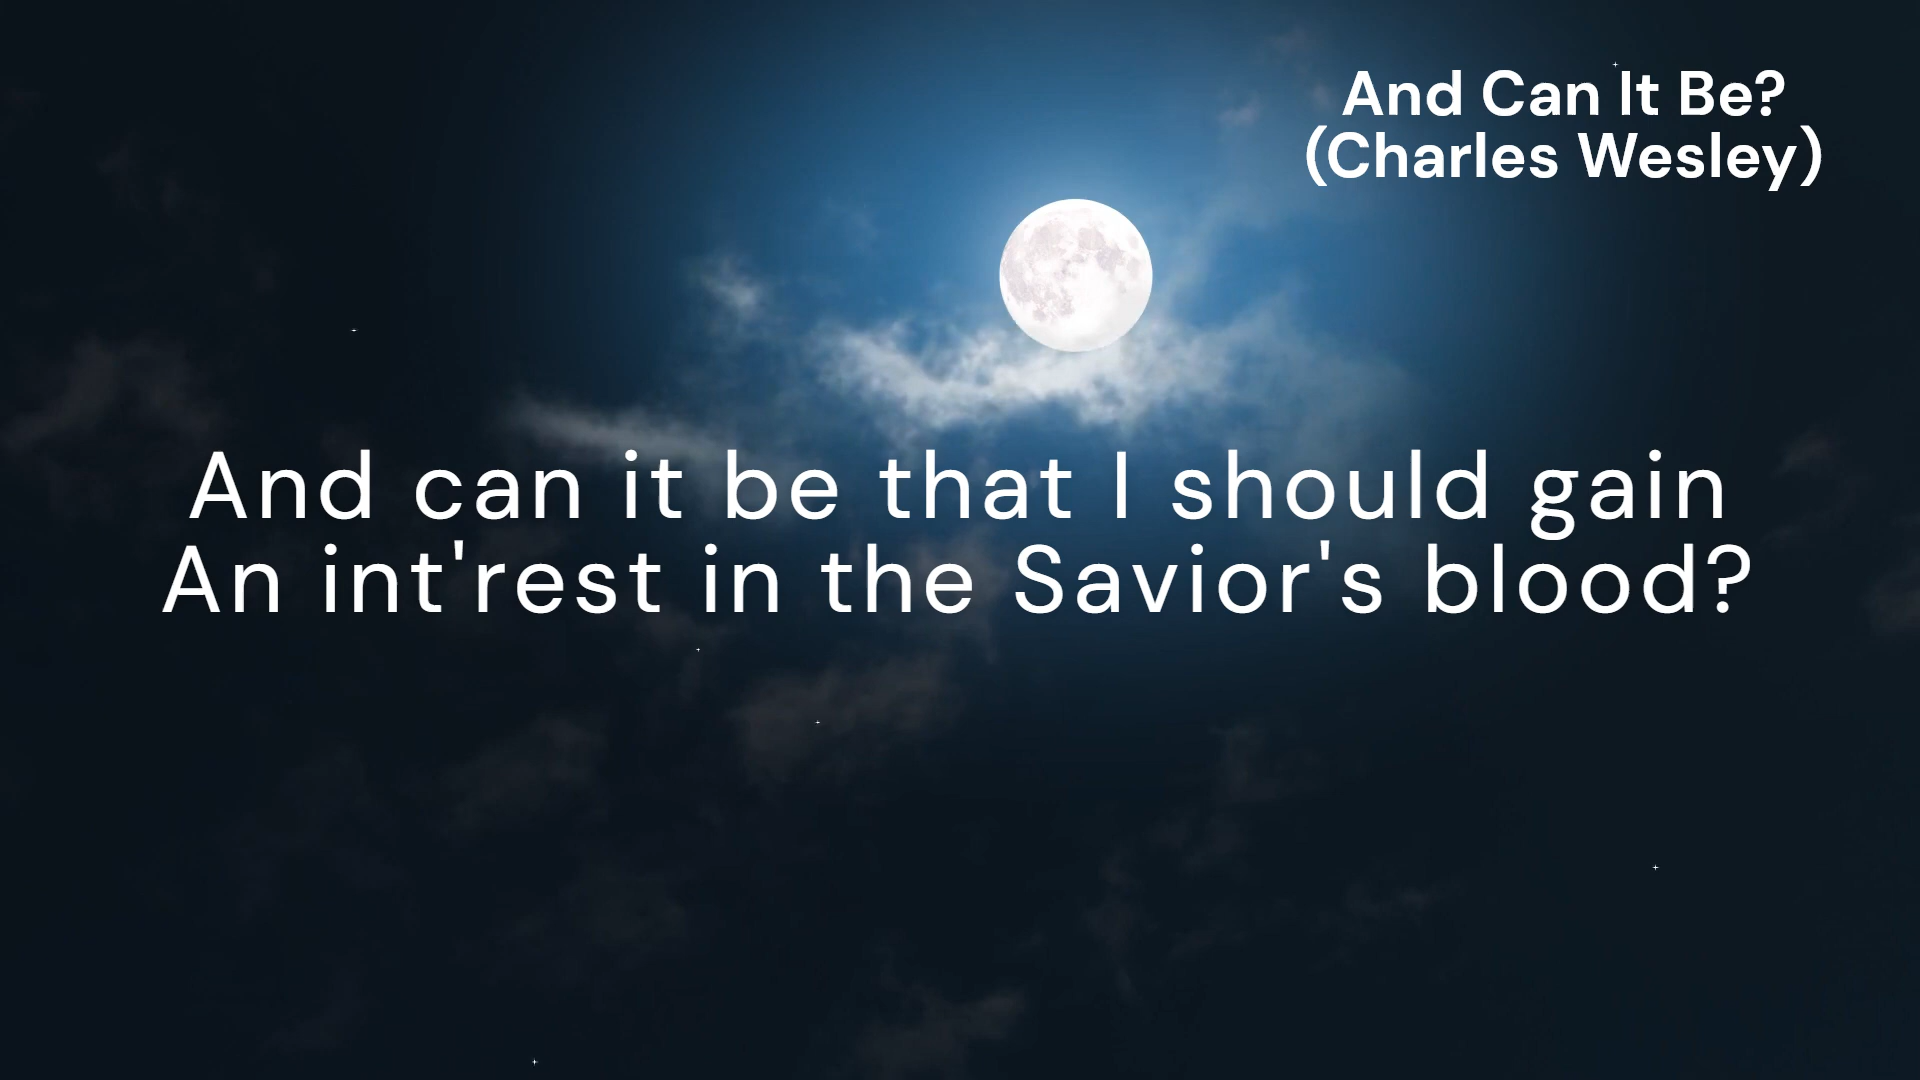 And Can It Be?
(Charles Wesley)
And can it be that I should gain
An int'rest in the Savior's blood?